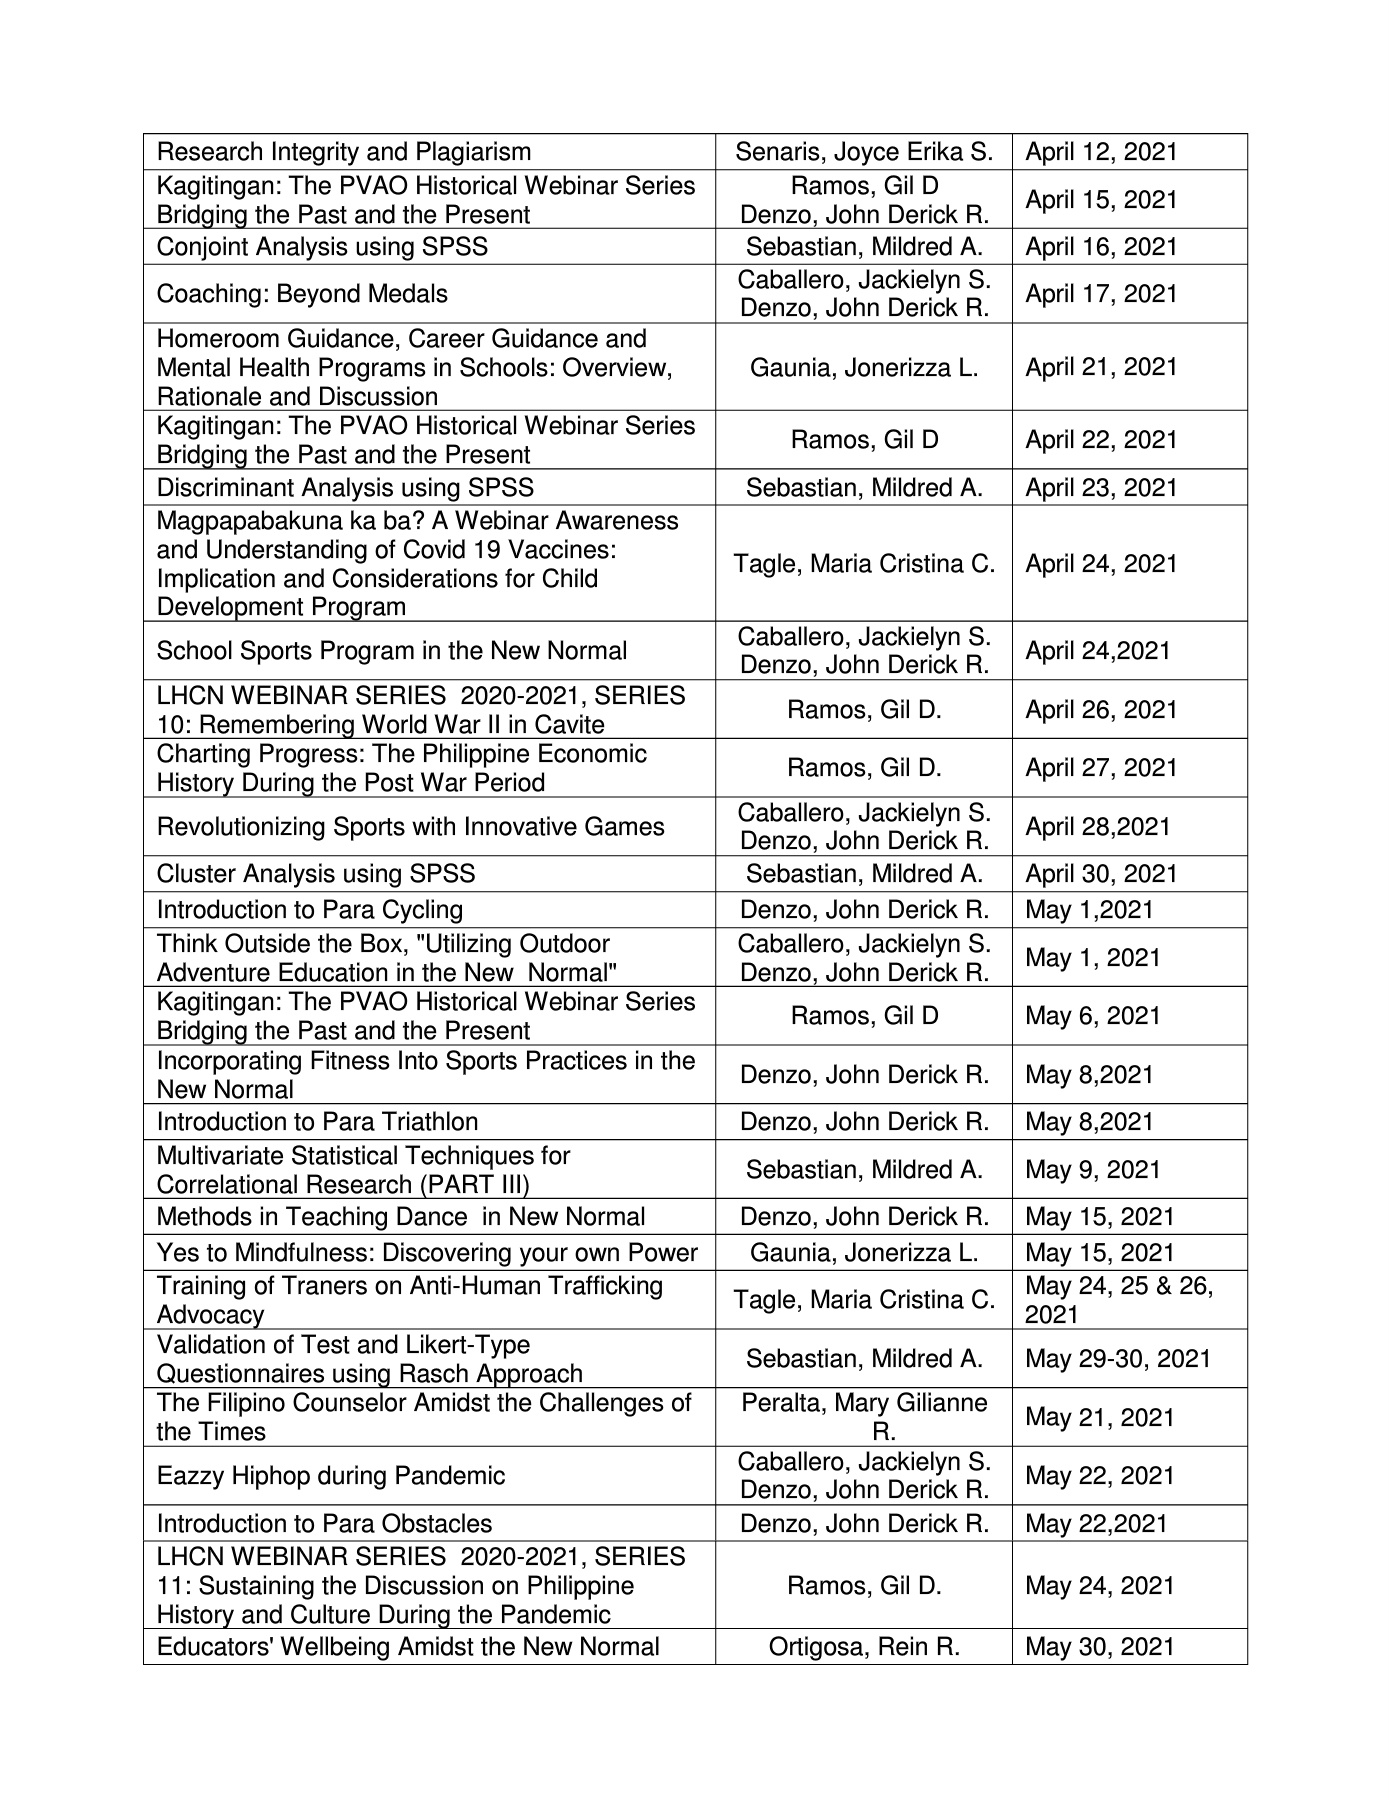 Research Integrity and Plagiarism Senaris, Joyce Erika S. April 12, 2021
Kagitingan: The PVAO Historical Webinar Series
Bridging the Past and the Present
Ramos, Gil D
Denzo, John Derick R.
April 15, 2021
Conjoint Analysis using SPSS Sebastian, Mildred A. April 16, 2021
Coaching: Beyond Medals
Caballero, Jackielyn S.
Denzo, John Derick R.
April 17, 2021
Homeroom Guidance, Career Guidance and
Mental Health Programs in Schools: Overview,
Rationale and Discussion
Gaunia, Jonerizza L.
April 21, 2021
Kagitingan: The PVAO Historical Webinar Series
Bridging the Past and the Present
Ramos, Gil D
April 22, 2021
Discriminant Analysis using SPSS Sebastian, Mildred A. April 23, 2021
Magpapabakuna ka ba? A Webinar Awareness
and Understanding of Covid 19 Vaccines:
Implication and Considerations for Child
Development Program
Tagle, Maria Cristina C.
April 24, 2021
School Sports Program in the New Normal
Caballero, Jackielyn S.
Denzo, John Derick R.
April 24,2021
LHCN WEBINAR SERIES  2020-2021, SERIES
10: Remembering World War II in Cavite
Ramos, Gil D.
April 26, 2021
Charting Progress: The Philippine Economic
History During the Post War Period
Ramos, Gil D.
April 27, 2021
Revolutionizing Sports with Innovative Games
Caballero, Jackielyn S.
Denzo, John Derick R.
April 28,2021
Cluster Analysis using SPSS Sebastian, Mildred A. April 30, 2021
Introduction to Para Cycling Denzo, John Derick R. May 1,2021
Think Outside the Box, "Utilizing Outdoor
Adventure Education in the New  Normal"
Caballero, Jackielyn S.
Denzo, John Derick R.
May 1, 2021
Kagitingan: The PVAO Historical Webinar Series
Bridging the Past and the Present
Ramos, Gil D
May 6, 2021
Incorporating Fitness Into Sports Practices in the
New Normal
Denzo, John Derick R.
May 8,2021
Introduction to Para Triathlon Denzo, John Derick R. May 8,2021
Multivariate Statistical Techniques for
Correlational Research (PART III)
Sebastian, Mildred A.
May 9, 2021
Methods in Teaching Dance  in New Normal Denzo, John Derick R. May 15, 2021
Yes to Mindfulness: Discovering your own Power Gaunia, Jonerizza L. May 15, 2021
Training of Traners on Anti-Human Trafficking
Advocacy
Tagle, Maria Cristina C.
May 24, 25 & 26,
2021
Validation of Test and Likert-Type
Questionnaires using Rasch Approach
Sebastian, Mildred A.
May 29-30, 2021
The Filipino Counselor Amidst the Challenges of
the Times
Peralta, Mary Gilianne
R.
May 21, 2021
Eazzy Hiphop during Pandemic
Caballero, Jackielyn S.
Denzo, John Derick R.
May 22, 2021
Introduction to Para Obstacles Denzo, John Derick R. May 22,2021
LHCN WEBINAR SERIES  2020-2021, SERIES
11: Sustaining the Discussion on Philippine
History and Culture During the Pandemic
Ramos, Gil D.
May 24, 2021
Educators' Wellbeing Amidst the New Normal Ortigosa, Rein R. May 30, 2021